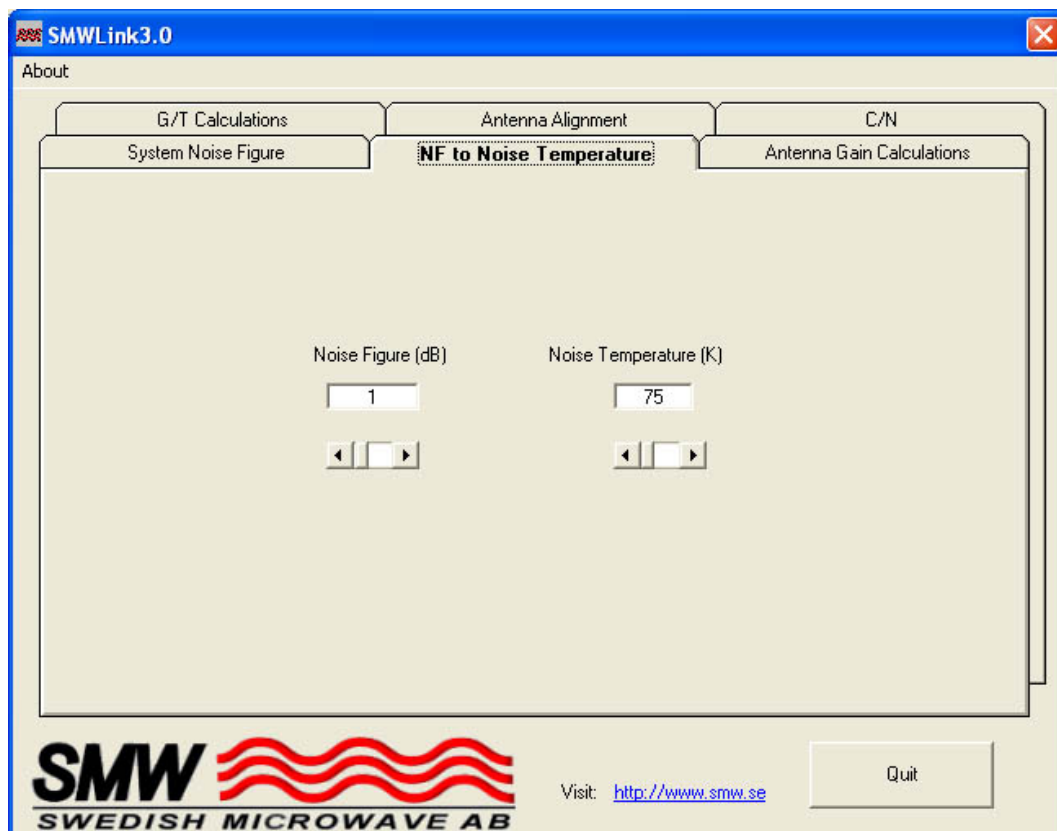 SMWLink3.0
About
G/T Calculations
Antenna Alignment
C/N
System Noise Figure
NF to Noise Temperature
Antenna Gain Calculations
Noise Figure (dB)
Noise Temperature (K)
1
75
SMW
SWEDISH MICROWAVE AB
Visit: http://www.smw.se
Quit